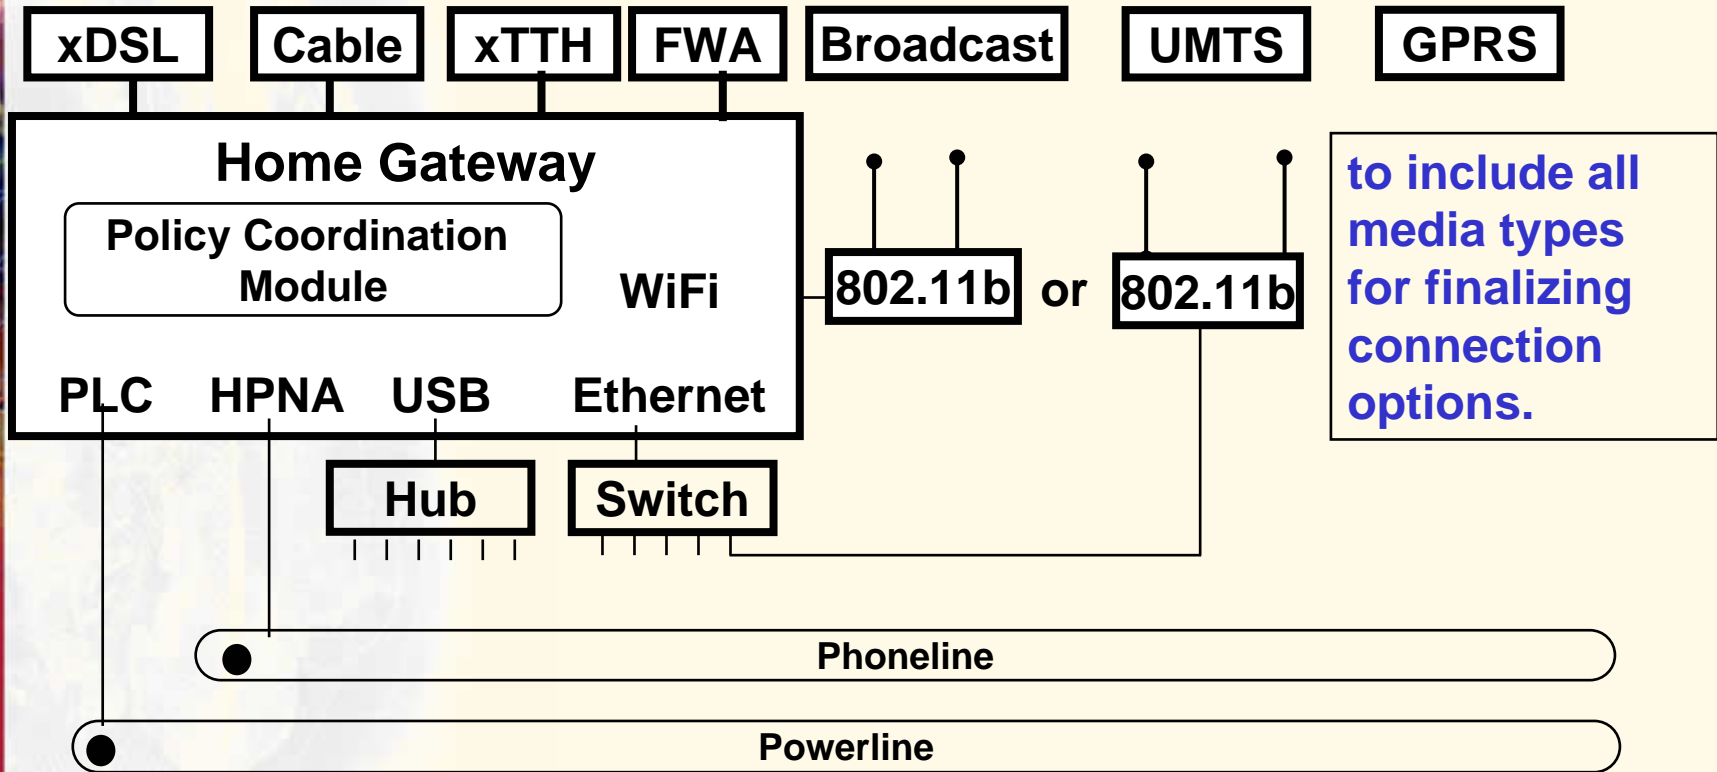 xDSL Cable xTTH FWA Broadcast UMTS GPRS
Home Gateway
Policy Coordination
Module
WiFi
802.11b or 802.11b
to include all
media types
for finalizing
connection
options.
PLC HPNA USB Ethernet
Hub Switch
Phoneline
Powerline